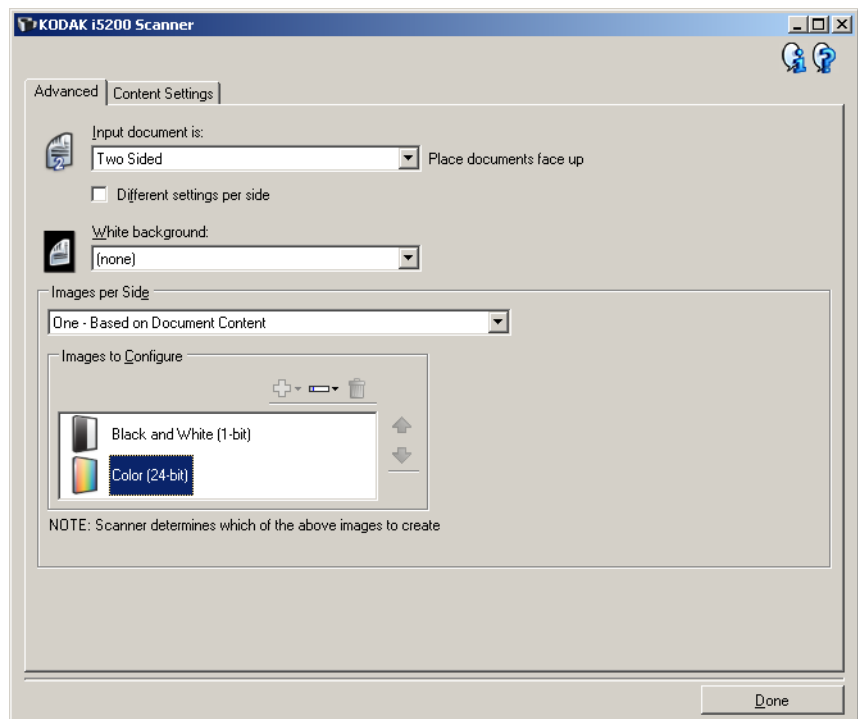 KODAK i5200 Scanner
Advanced
Content Settings
Input document is:
Two Sided
Place documents face up
Different settings per side
White background:
(none)
Images per Side
One - Based on Document Content
Images to Configure
Black and White (1-bit)
Color (24-bit)
NOTE: Scanner determines which of the above images to create
Done